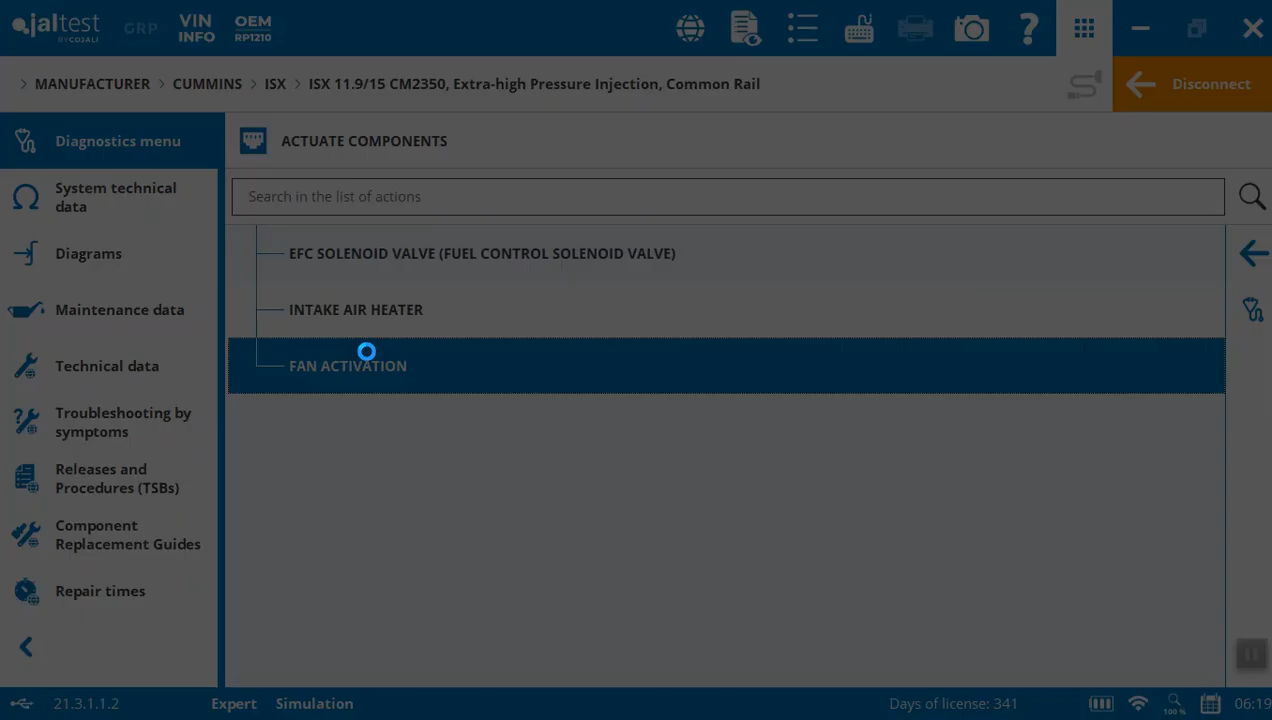 jaltest
BY COJALI
GRP
VIN
INFO
OEM
RP1210
?
> MANUFACTURER > CUMMINS > ISX > ISX 11.9/15 CM2350, Extra-high Pressure Injection, Common Rail
Disconnect
Diagnostics menu
System technical
data
Diagrams
Maintenance data
Technical data
Troubleshooting by
symptoms
Releases and
Procedures (TSBs)
Component
Replacement Guides
Repair times
ACTUATE COMPONENTS
Search in the list of actions
EFC SOLENOID VALVE (FUEL CONTROL SOLENOID VALVE)
INTAKE AIR HEATER
FAN ACTIVATION
21.3.1.1.2
Expert
Simulation
Days of license: 341
100 %
06:19